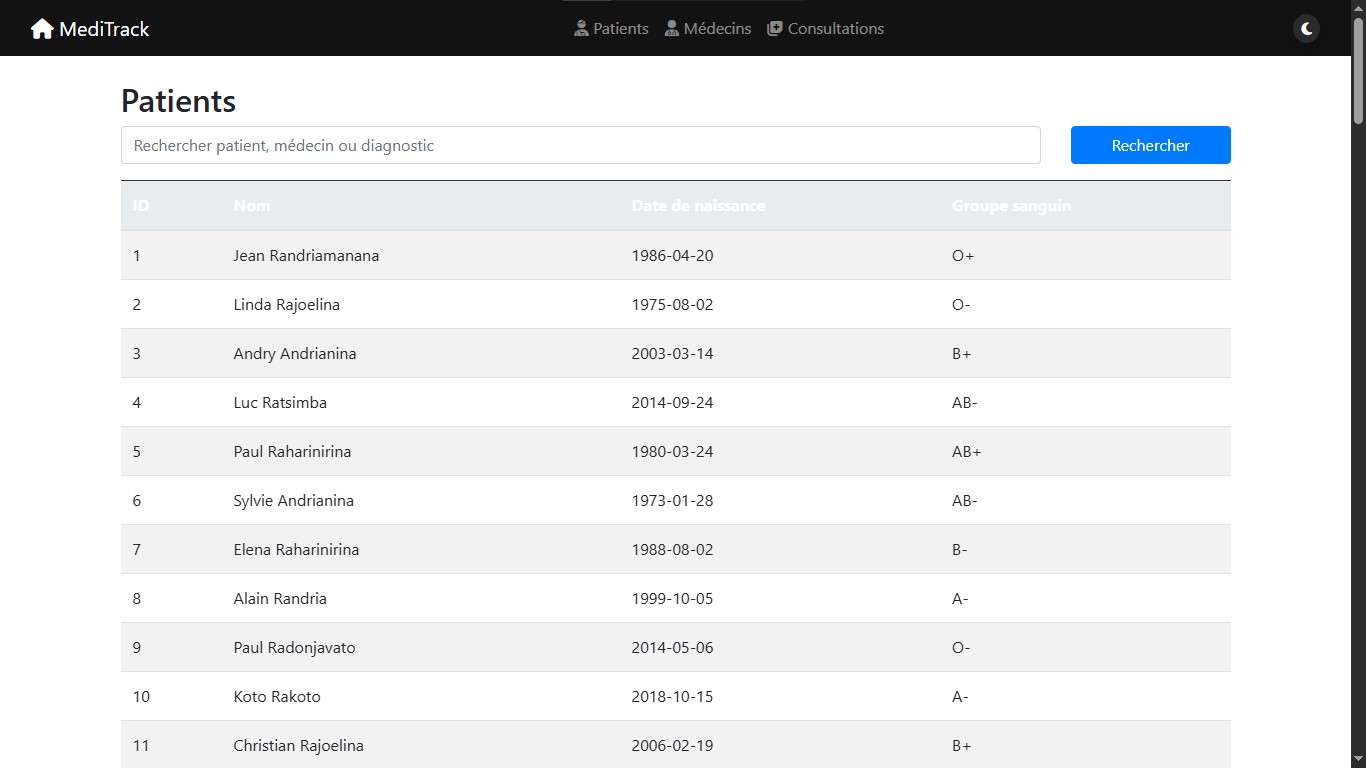 MediTrack Patients Médecins Consultations
Patients
Rechercher patient, médecin ou diagnostic Rechercher
ID Nom Date de naissance Groupe sanguin
1 Jean Randriamanana 1986-04-20 O+
2 Linda Rajoelina 1975-08-02 O-
3 Andry Andrianina 2003-03-14 B+
4 Luc Ratsimba 2014-09-24 AB-
5 Paul Raharinirina 1980-03-24 AB+
6 Sylvie Andrianina 1973-01-28 AB-
7 Elena Raharinirina 1988-08-02 B-
8 Alain Randria 1999-10-05 A-
9 Paul Radonjavato 2014-05-06 O-
10 Koto Rakoto 2018-10-15 A-
11 Christian Rajoelina 2006-02-19 B+